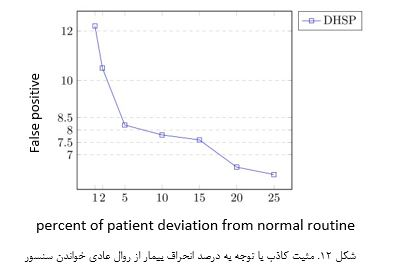 DHSP
False positive
12
10
8.5
8
7.5
7
1 2 5 10 15 20 25
percent of patient deviation from normal routine
شکل ۱۲. مثبت کاذب با توجه به درصد انحراف بیمار از روال عادی خواندن سنسور